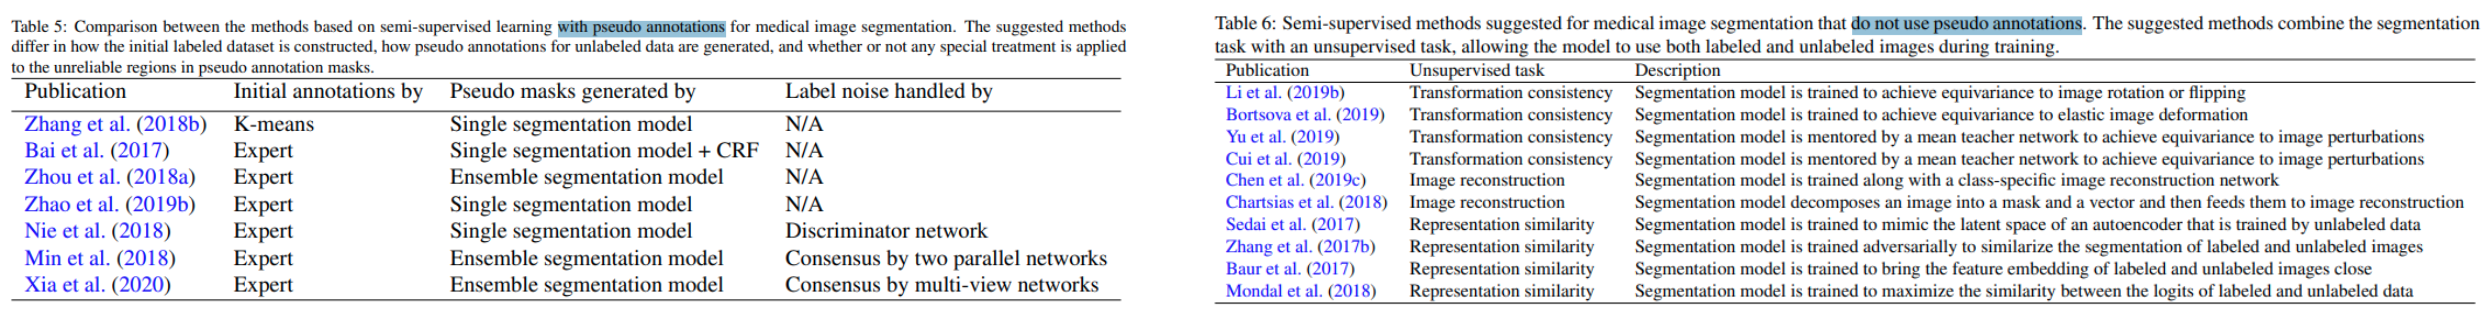 Table 5: Comparison between the methods based on semi-supervised learning with pseudo annotations for medical image segmentation. The suggested methods
differ in how the initial labeled dataset is constructed, how pseudo annotations for unlabeled data are generated, and whether or not any special treatment is applied
to the unreliable regions in pseudo annotation masks.
Publication Initial annotations by Pseudo masks generated by Label noise handled by
Zhang et al. (2018b) K-means Single segmentation model N/A
Bai et al. (2017) Expert Single segmentation model + CRF N/A
Zhou et al. (2018a) Expert Ensemble segmentation model N/A
Zhao et al. (2019b) Expert Single segmentation model N/A
Nie et al. (2018) Expert Single segmentation model Discriminator network
Min et al. (2018) Expert Ensemble segmentation model Consensus by two parallel networks
Xia et al. (2020) Expert Ensemble segmentation model Consensus by multi-view networks
Table 6: Semi-supervised methods suggested for medical image segmentation that do not use pseudo annotations. The suggested methods combine the segmentation
task with an unsupervised task, allowing the model to use both labeled and unlabeled images during training.
Publication Unsupervised task Description
Li et al. (2019b) Transformation consistency Segmentation model is trained to achieve equivariance to image rotation or flipping
Bortsova et al. (2019) Transformation consistency Segmentation model is trained to achieve equivariance to elastic image deformation
Yu et al. (2019) Transformation consistency Segmentation model is mentored by a mean teacher network to achieve equivariance to image perturbations
Cui et al. (2019) Transformation consistency Segmentation model is mentored by a mean teacher network to achieve equivariance to image perturbations
Chen et al. (2019c) Image reconstruction Segmentation model is trained along with a class-specific image reconstruction network
Chartsias et al. (2018) Image reconstruction Segmentation model decomposes an image into a mask and a vector and then feeds them to image reconstruction
Sedai et al. (2017) Representation similarity Segmentation model is trained to mimic the latent space of an autoencoder that is trained by unlabeled data
Zhang et al. (2017b) Representation similarity Segmentation model is trained adversarially to similarize the segmentation of labeled and unlabeled images
Baur et al. (2017) Representation similarity Segmentation model is trained to bring the feature embedding of labeled and unlabeled images close
Mondal et al. (2018) Representation similarity Segmentation model is trained to maximize the similarity between the logits of labeled and unlabeled data